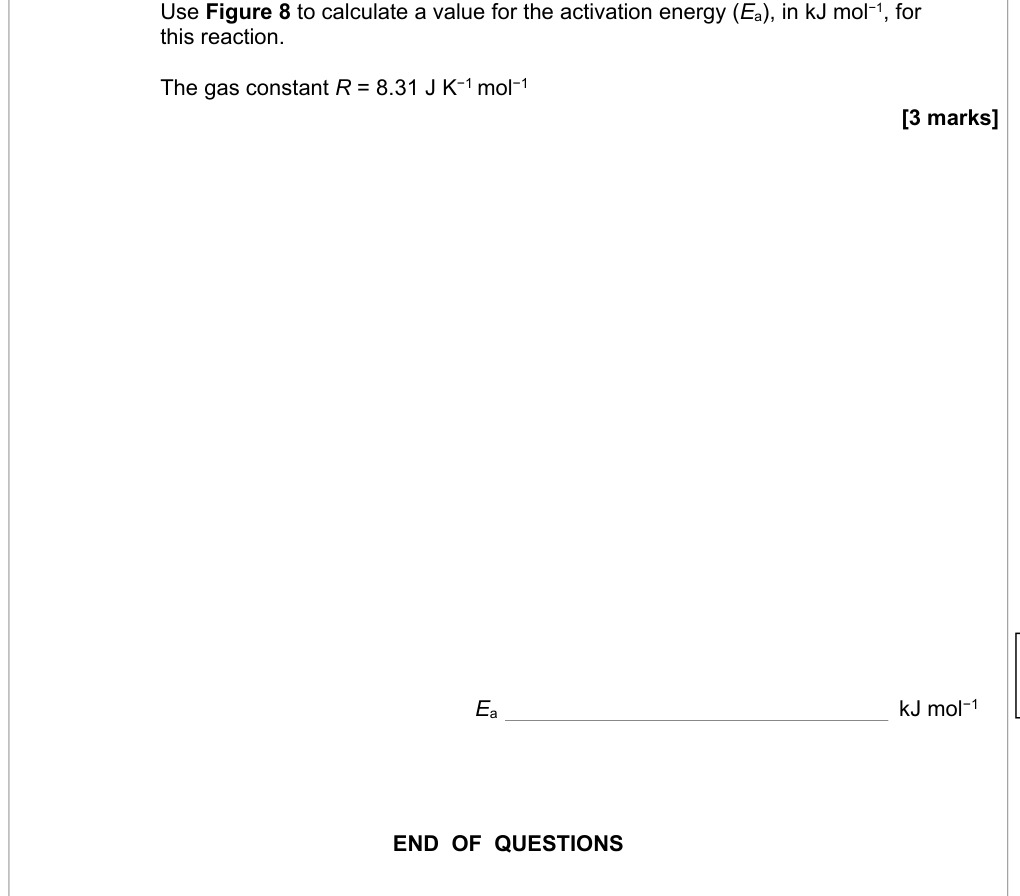 Use Figure 8 to calculate a value for the activation energy (Eₐ), in kJ mol⁻¹, for
this reaction.
The gas constant R = 8.31 J K⁻¹ mol⁻¹
[3 marks]
Eₐ ____________________ kJ mol⁻¹
END OF QUESTIONS